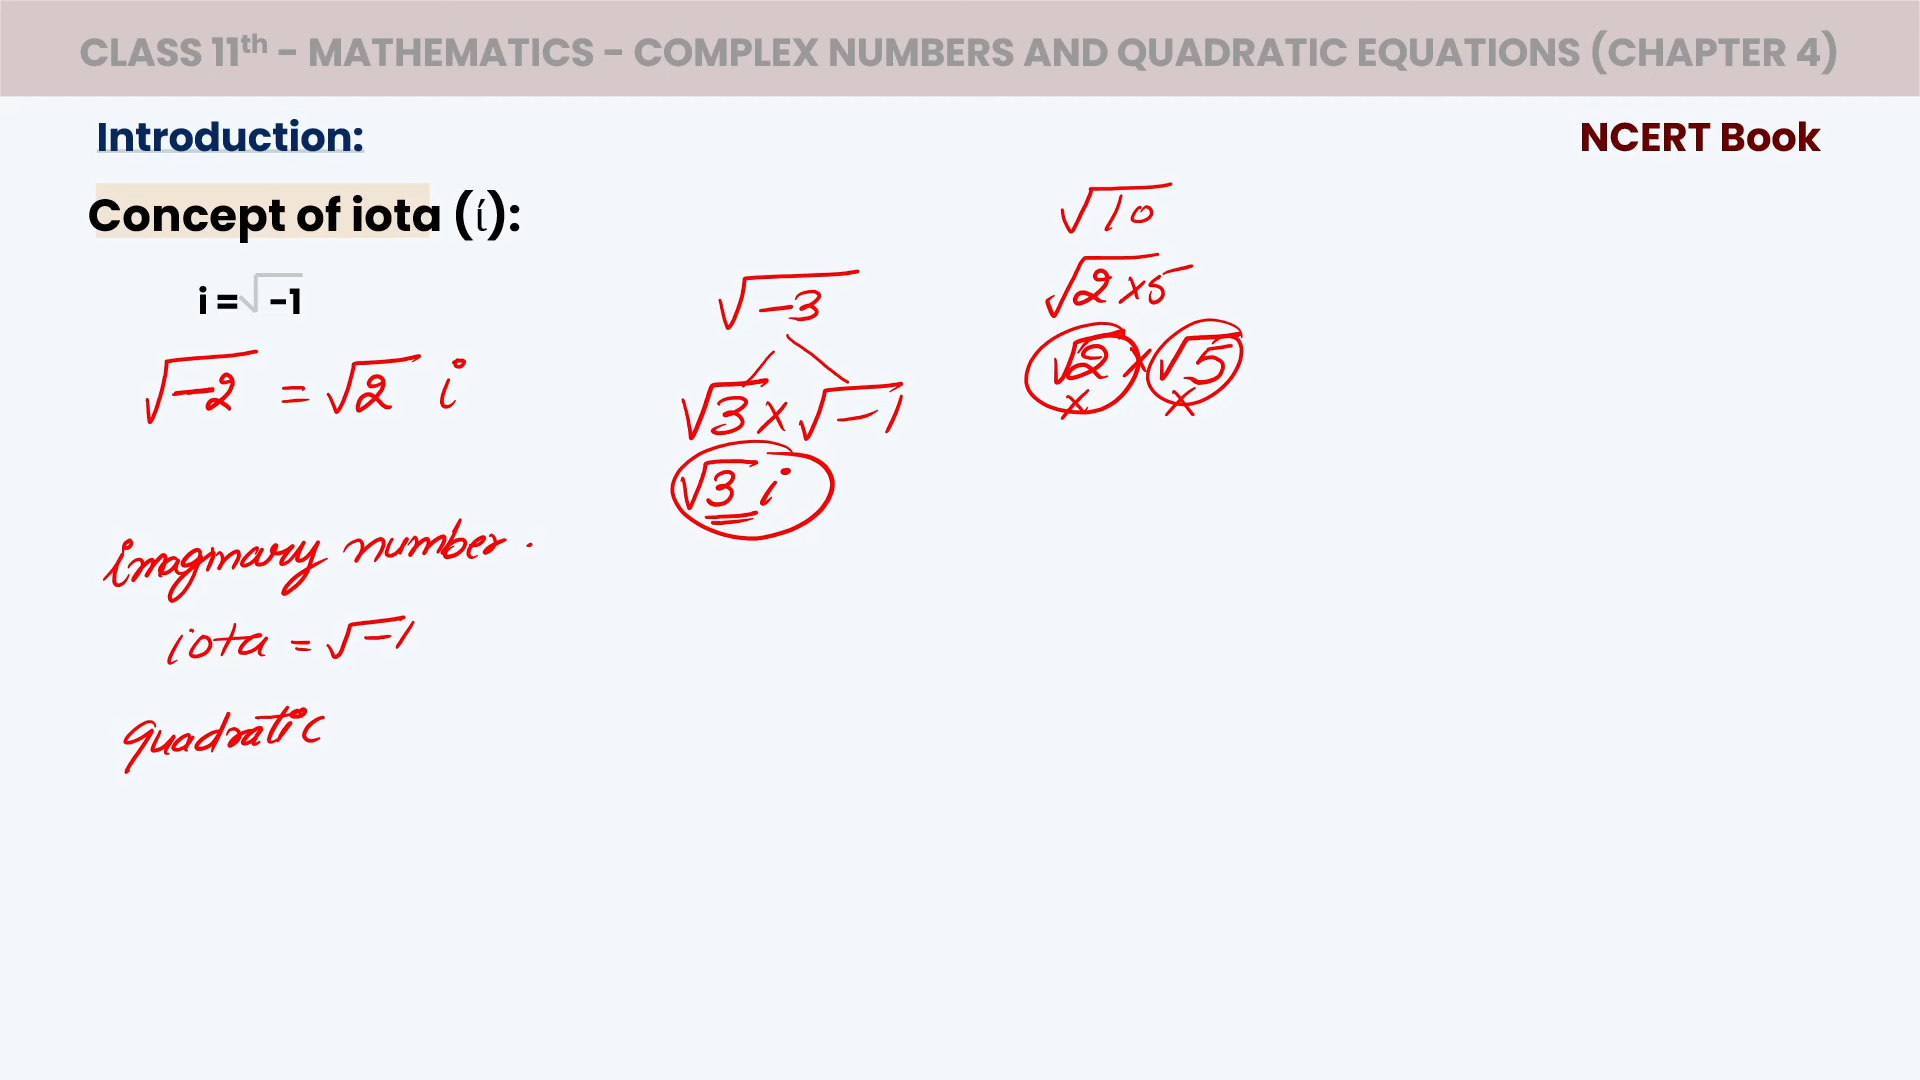 CLASS 11th - MATHEMATICS - COMPLEX NUMBERS AND QUADRATIC EQUATIONS (CHAPTER 4)
Introduction:
NCERT Book
Concept of iota (í):
i = √-1
√-2 = √2 i
imaginary number.
iota = √-1
quadratic
√-3
√3 × √-1
√3 i
√10
√2×5
√2 × √5
× ×